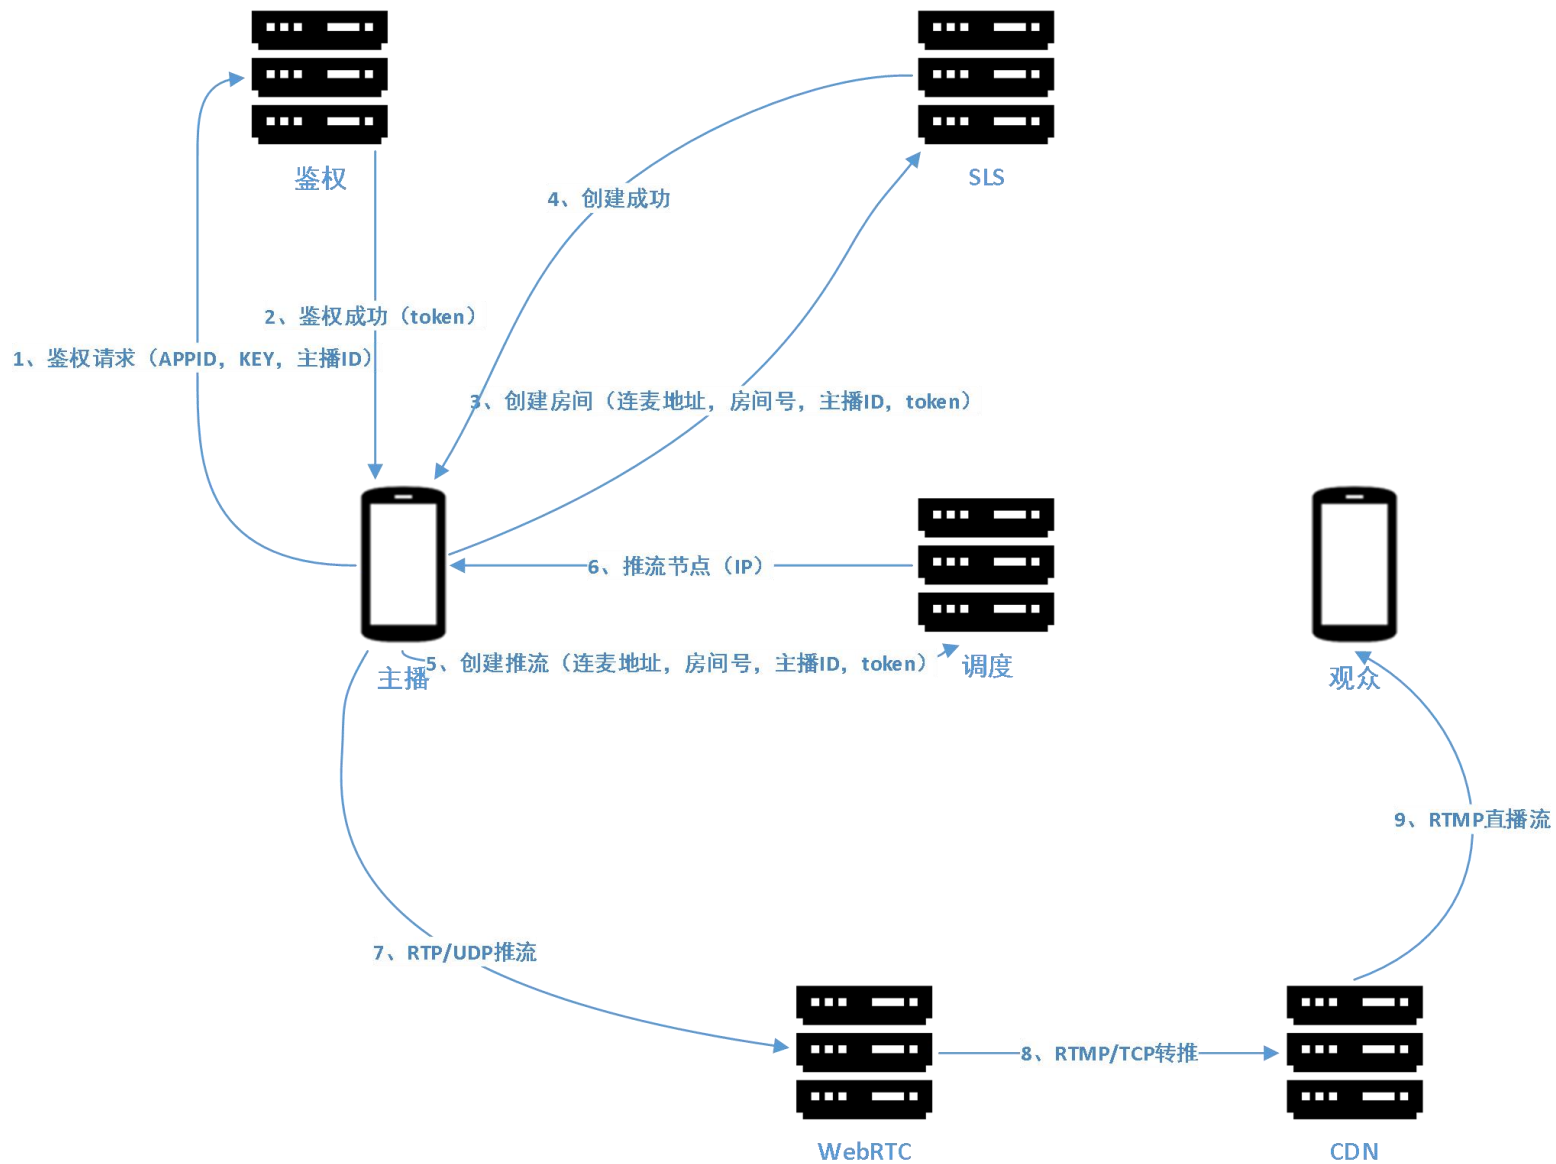 鉴权
SLS
4、创建成功
2、鉴权成功（token）
1、鉴权请求（APPID，KEY，主播ID）
3、创建房间（连麦地址，房间号，主播ID，token）
6、推流节点（IP）
5、创建推流（连麦地址，房间号，主播ID，token）
调度
主播
观众
9、RTMP直播流
7、RTP/UDP推流
8、RTMP/TCP转推
WebRTC
CDN